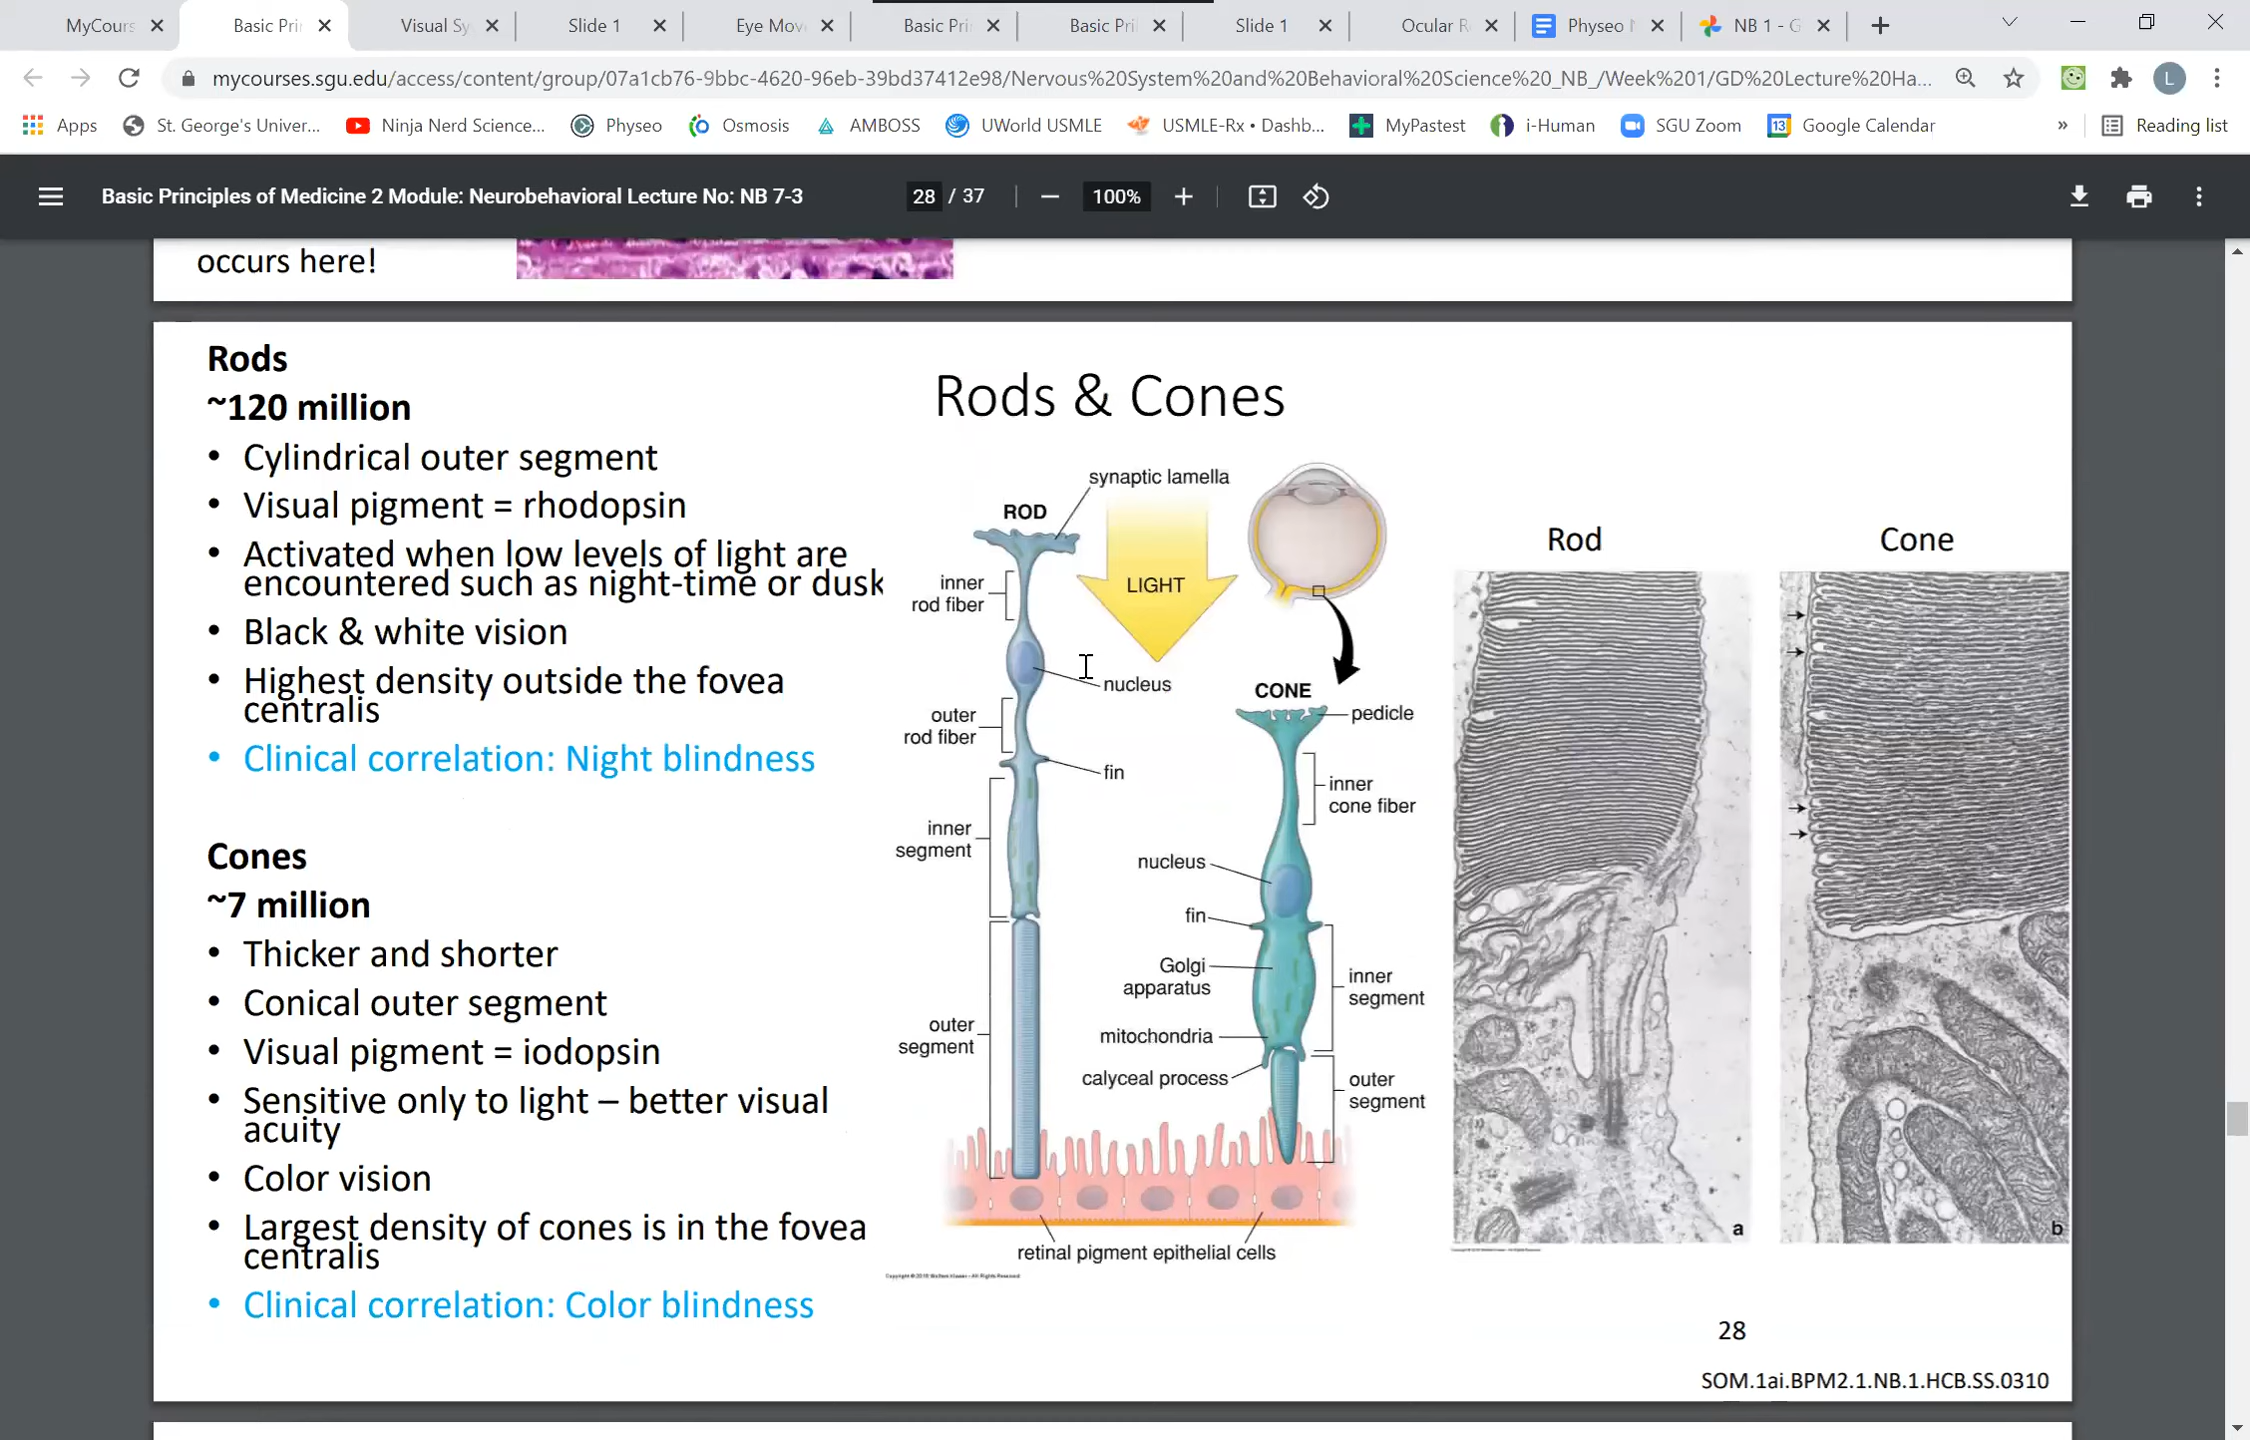 MyCours
Basic Pri
Visual Sy
Slide 1
Eye Mov
Basic Pri
Basic Pri
Slide 1
Ocular R
Physeo
NB 1 - G
mycourses.sgu.edu/access/content/group/07a1cb76-9bbc-4620-96eb-39bd37412e98/Nervous%20System%20and%20Behavioral%20Science%20_NB_/Week%201/GD%20Lecture%20Ha...
L
Apps
St. George's Univer...
Ninja Nerd Science...
Physeo
Osmosis
AMBOSS
UWorld USMLE
USMLE-Rx • Dashb...
MyPastest
i-Human
SGU Zoom
13
Google Calendar
»
Reading list
Basic Principles of Medicine 2 Module: Neurobehavioral Lecture No: NB 7-3
28 / 37
100%
occurs here!
Rods
~120 million
• Cylindrical outer segment
• Visual pigment = rhodopsin
• Activated when low levels of light are
encountered such as night-time or dusk
• Black & white vision
• Highest density outside the fovea
centralis
• Clinical correlation: Night blindness
Cones
~7 million
• Thicker and shorter
• Conical outer segment
• Visual pigment = iodopsin
• Sensitive only to light – better visual
acuity
• Color vision
• Largest density of cones is in the fovea
centralis
• Clinical correlation: Color blindness
Rods & Cones
synaptic lamella
ROD
LIGHT
inner
rod fiber
nucleus
outer
rod fiber
fin
inner
segment
outer
segment
CONE
pedicle
inner
cone fiber
nucleus
fin
Golgi
apparatus
inner
segment
mitochondria
calyceal process
outer
segment
retinal pigment epithelial cells
Copyright © 2016 Wolters Kluwer - All Rights Reserved
Rod
Cone
a
b
28
SOM.1ai.BPM2.1.NB.1.HCB.SS.0310